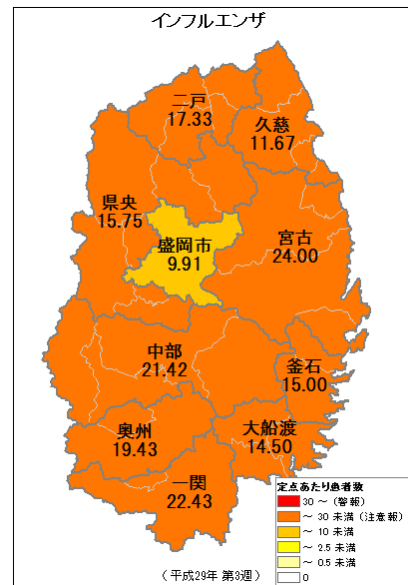 インフルエンザ
二戸
17.33
久慈
11.67
県央
15.75
盛岡市
9.91
宮古
24.00
中部
21.42
釜石
15.00
奥州
19.43
大船渡
14.50
一関
22.43
定点あたり患者数
30 ～ (警報)
～ 30 未満 (注意報)
～ 10 未満
～ 2.5 未満
～ 0.5 未満
0
(平成29年 第3週)